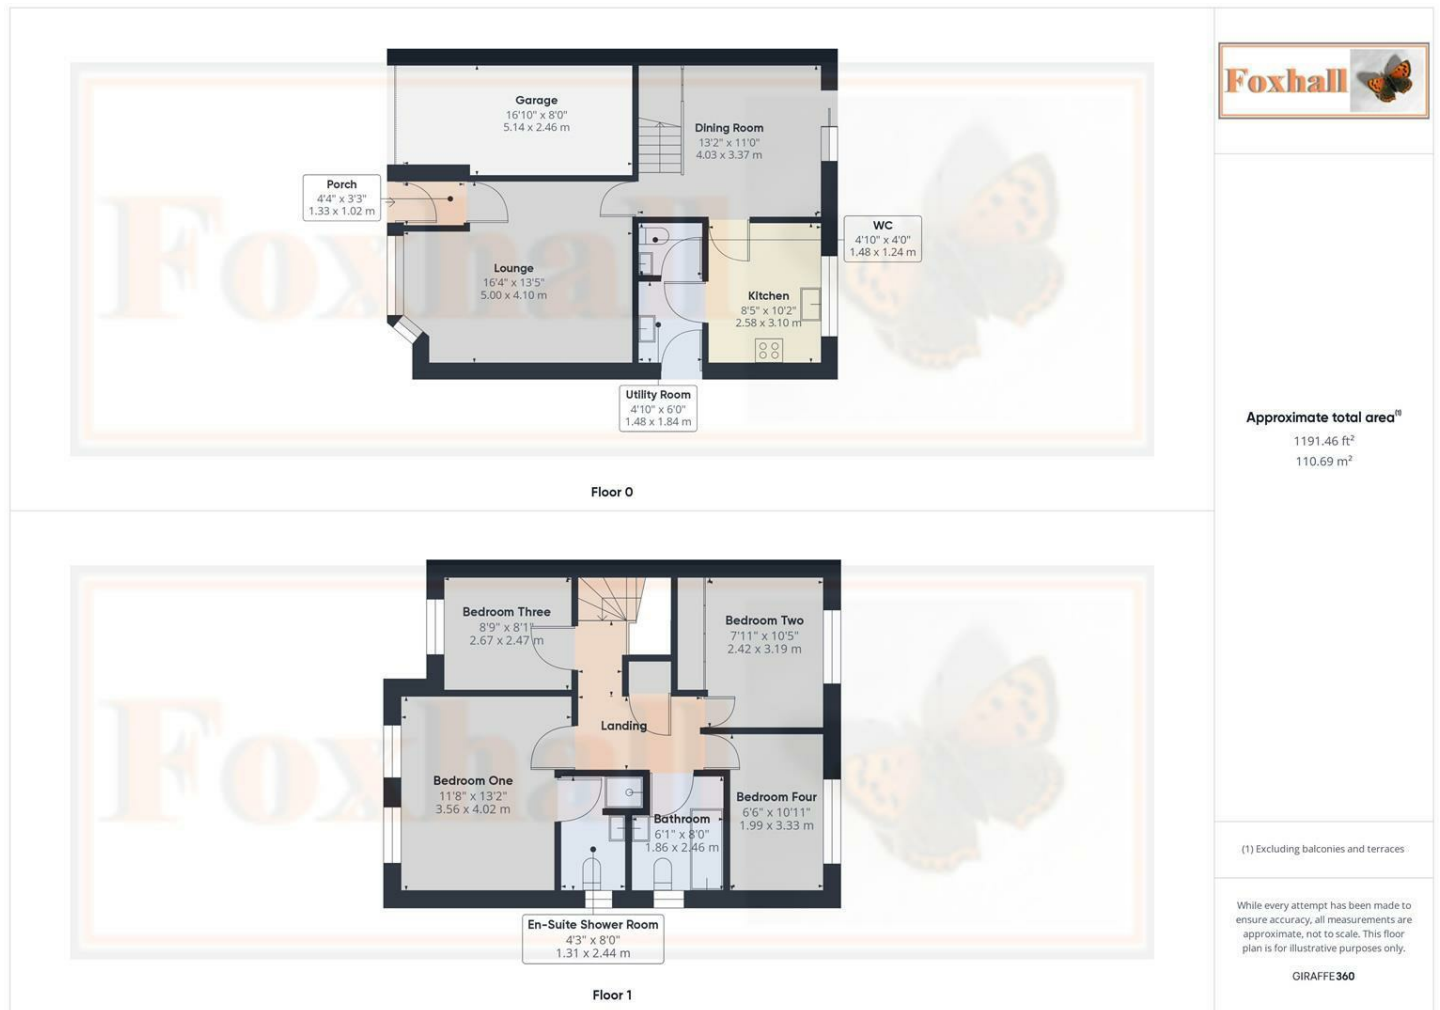 Foxhall
Garage
16'10" x 8'0"
5.14 x 2.46 m
Dining Room
13'2" x 11'0"
4.03 x 3.37 m
Porch
4'4" x 3'3"
1.33 x 1.02 m
WC
4'10" x 4'0"
1.48 x 1.24 m
Lounge
16'4" x 13'5"
5.00 x 4.10 m
Kitchen
8'5" x 10'2"
2.58 x 3.10 m
Utility Room
4'10" x 6'0"
1.48 x 1.84 m
Foxhall
Floor 0
Bedroom Three
8'9" x 8'1"
2.67 x 2.47 m
Bedroom Two
7'11" x 10'5"
2.42 x 3.19 m
Landing
Bedroom One
11'8" x 13'2"
3.56 x 4.02 m
Bedroom Four
6'6" x 10'11"
1.99 x 3.33 m
Bathroom
6'1" x 8'0"
1.86 x 2.46 m
En-Suite Shower Room
4'3" x 8'0"
1.31 x 2.44 m
Foxhall
Floor 1
Approximate total area(1)
1191.46 ft²
110.69 m²
(1) Excluding balconies and terraces
While every attempt has been made to
ensure accuracy, all measurements are
approximate, not to scale. This floor
plan is for illustrative purposes only.
GIRAFFE360